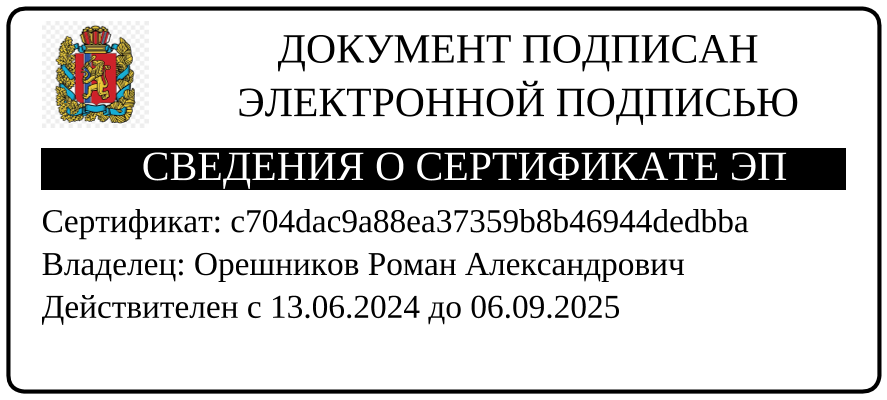 ДОКУМЕНТ ПОДПИСАН
ЭЛЕКТРОННОЙ ПОДПИСЬЮ
СВЕДЕНИЯ О СЕРТИФИКАТЕ ЭП
Сертификат: c704dac9a88ea37359b8b46944dedbba
Владелец: Орешников Роман Александрович
Действителен с 13.06.2024 до 06.09.2025